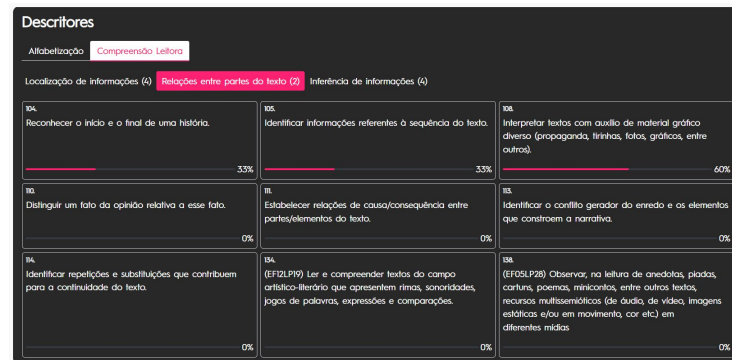 Descritores
Alfabetização Compreensão Leitora
Localização de informações (4) Relações entre partes do texto (2) Inferência de informações (4)
104.
Reconhecer o início e o final de uma história.
33%
105.
Identificar informações referentes à sequência do texto.
33%
108.
Interpretar textos com auxílio de material gráfico
diverso (propaganda, tirinhas, fotos, gráficos, entre
outros).
60%
110.
Distinguir um fato da opinião relativa a esse fato.
0%
111.
Estabelecer relações de causa/consequência entre
partes/elementos do texto.
0%
113.
Identificar o conflito gerador do enredo e os elementos
que constroem a narrativa.
0%
114.
Identificar repetições e substituições que contribuem
para a continuidade do texto.
0%
134.
(EF12LP19) Ler e compreender textos do campo
artístico-literário que apresentem rimas, sonoridades,
jogos de palavras, expressões e comparações.
0%
138.
(EF05LP28) Observar, na leitura de anedotas, piadas,
cartuns, poemas, minicontos, entre outros textos,
recursos multissemióticos (de áudio, de vídeo, imagens
estáticas e/ou em movimento, cor etc.) em
diferentes mídias
0%